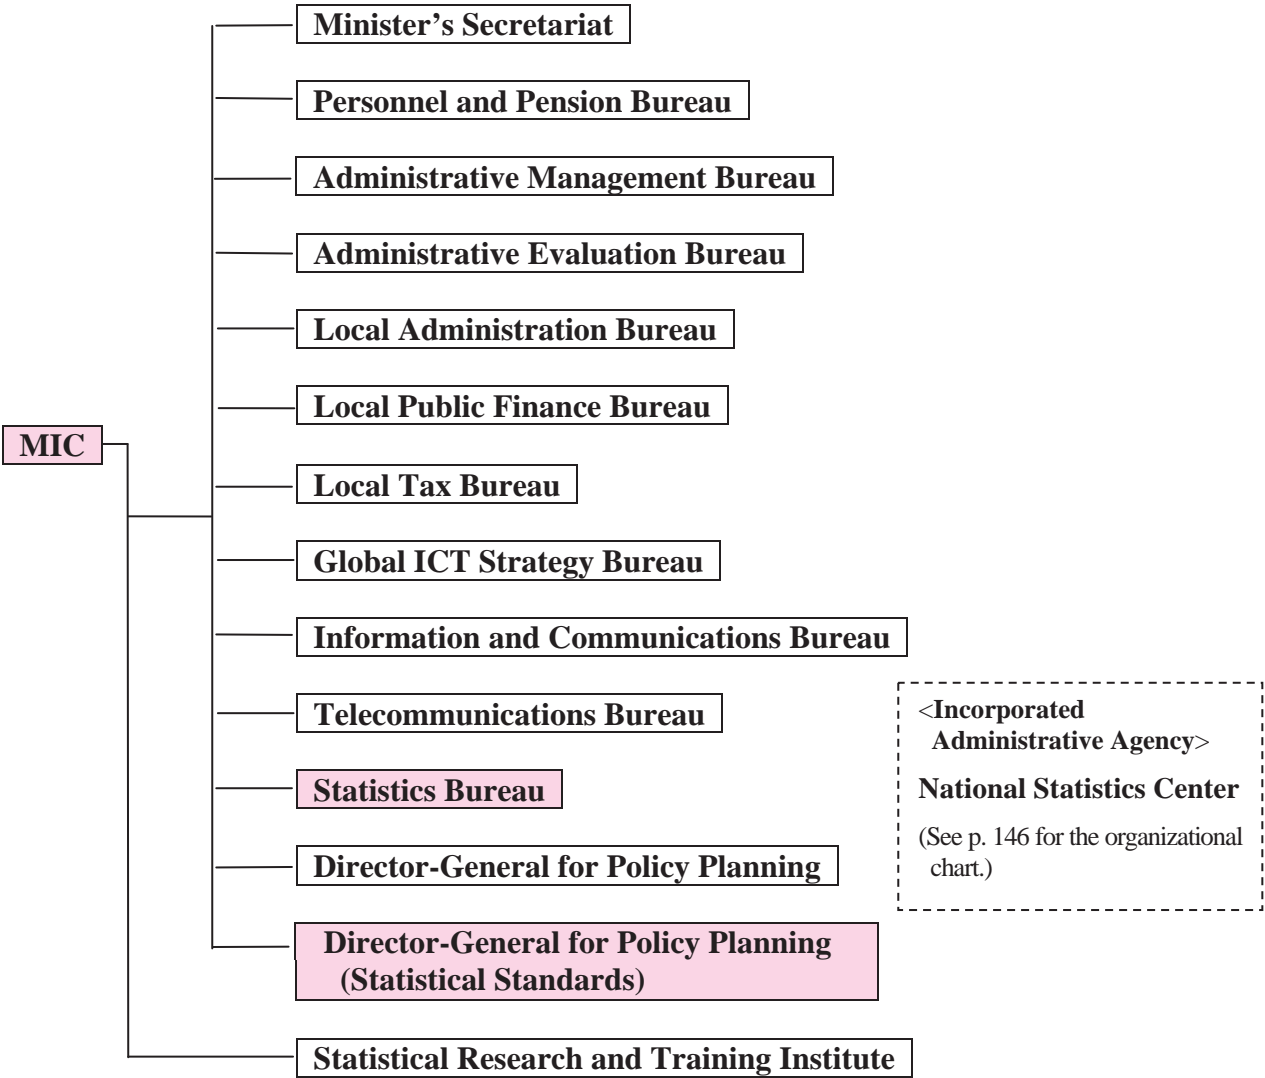 Minister’s Secretariat
Personnel and Pension Bureau
Administrative Management Bureau
Administrative Evaluation Bureau
Local Administration Bureau
Local Public Finance Bureau
MIC
Local Tax Bureau
Global ICT Strategy Bureau
Information and Communications Bureau
Telecommunications Bureau
Statistics Bureau
Director-General for Policy Planning
Director-General for Policy Planning
(Statistical Standards)
Statistical Research and Training Institute
<Incorporated
Administrative Agency>
National Statistics Center
(See p. 146 for the organizational
chart.)